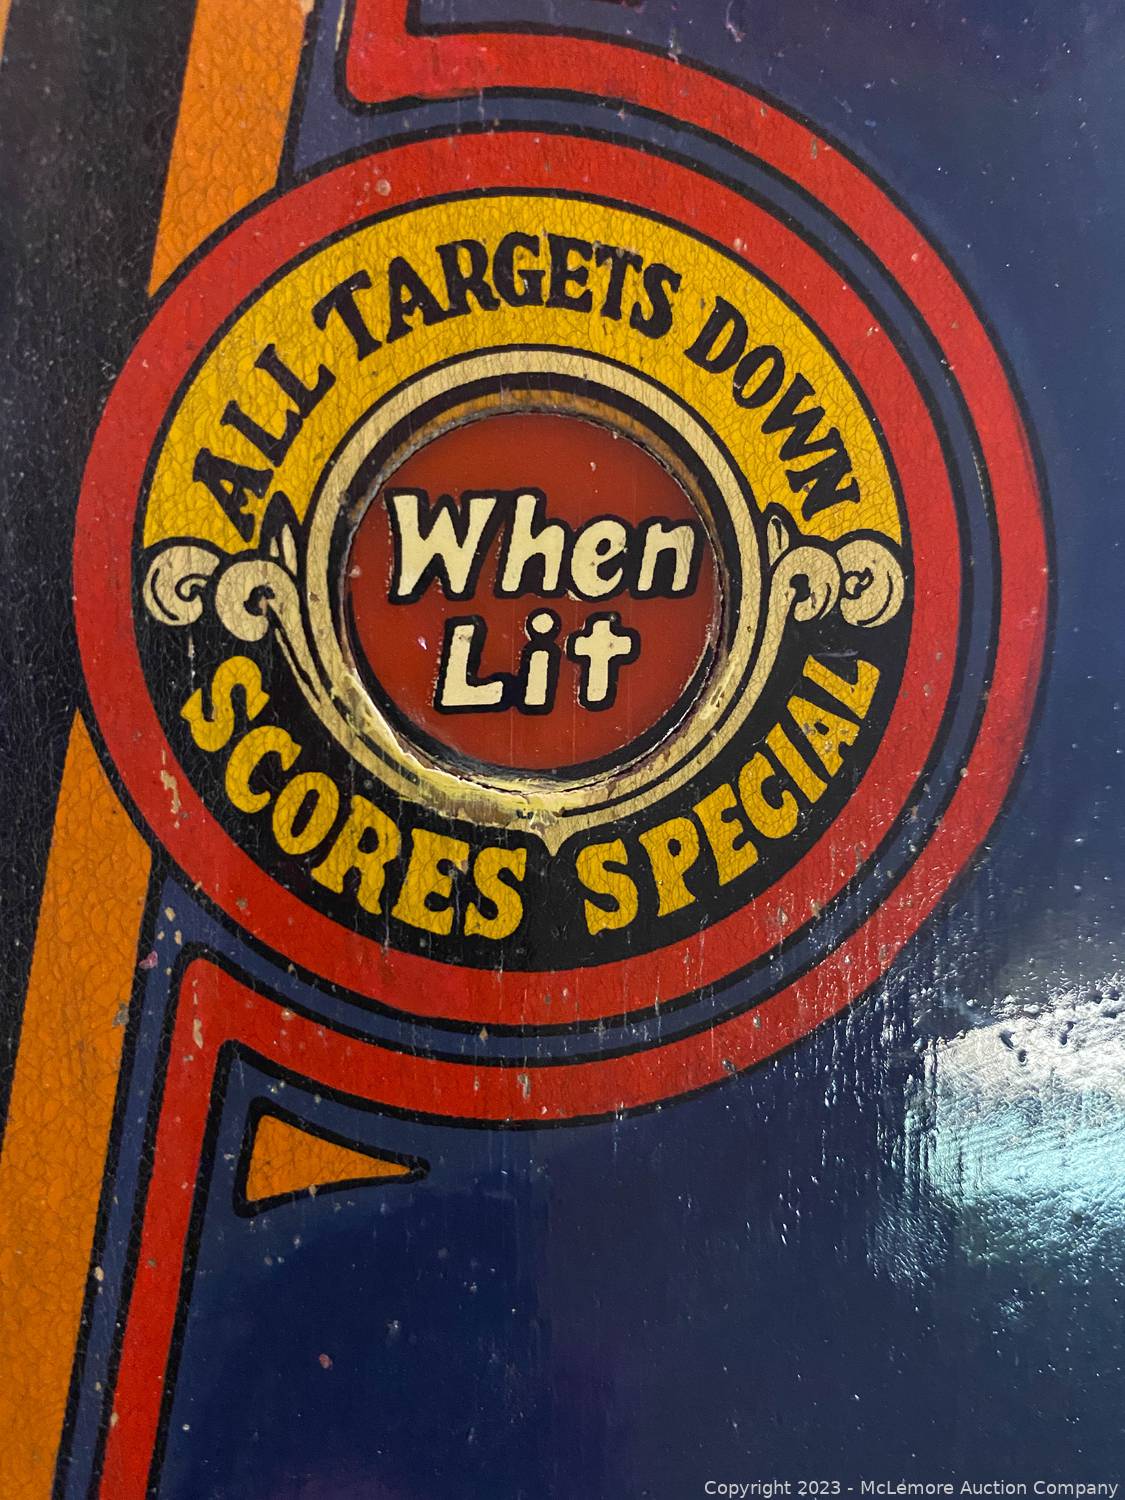 ALL TARGETS DOWN
When
Lit
SCORES SPECIAL
Copyright 2023 - McLemore Auction Company